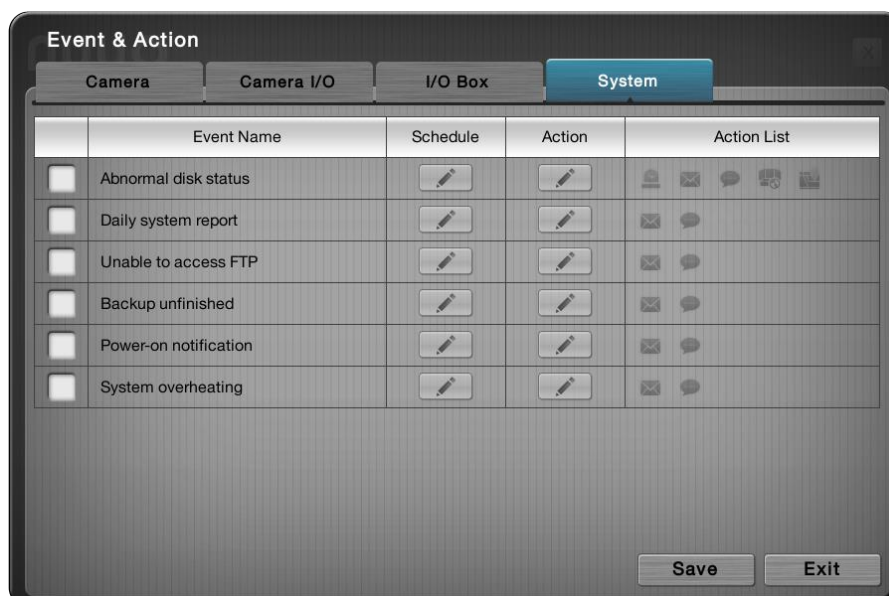 Event & Action
Camera Camera I/O I/O Box System
Event Name Schedule Action Action List
Abnormal disk status
Daily system report
Unable to access FTP
Backup unfinished
Power-on notification
System overheating
Save Exit